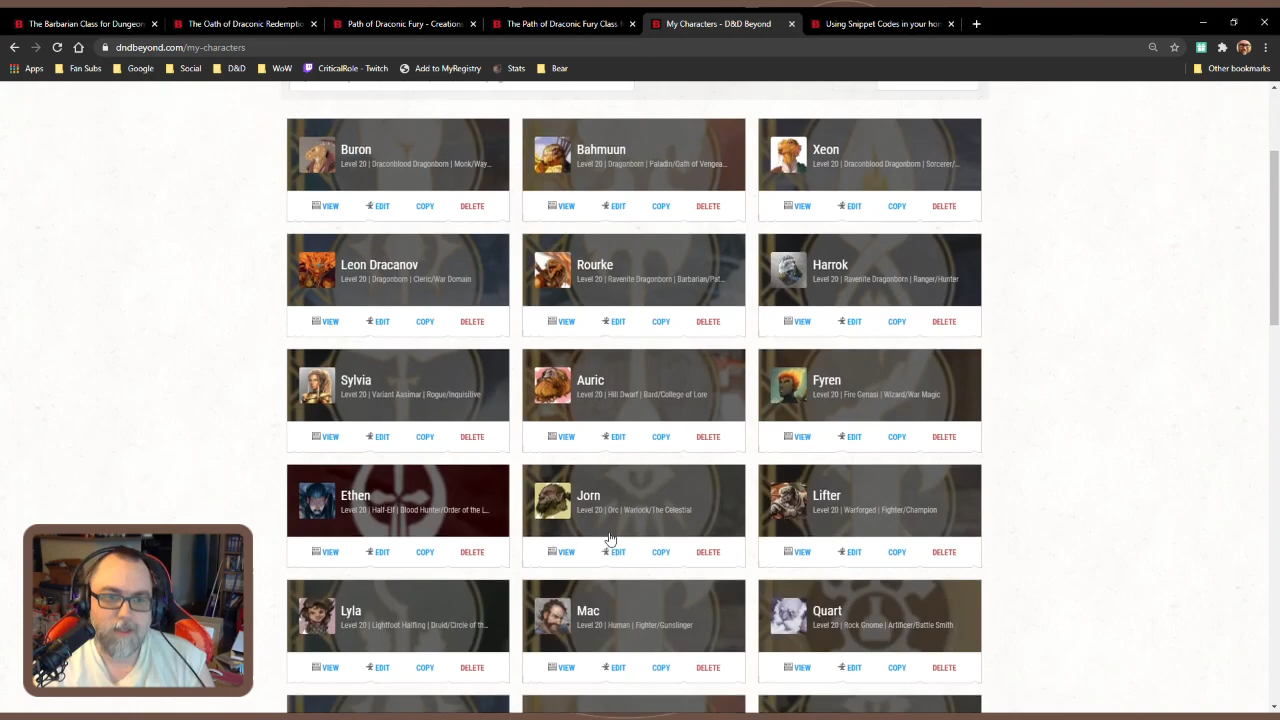 The Barbarian Class for Dungeon
The Oath of Draconic Redemptio
Path of Draconic Fury - Creations
The Path of Draconic Fury Class
My Characters - D&D Beyond
Using Snippet Codes in your hom
dndbeyond.com/my-characters
Apps
Fan Subs
Google
Social
D&D
WoW
CriticalRole - Twitch
Add to MyRegistry
Stats
Bear
Other bookmarks
Buron
Level 20 | Draconblood Dragonborn | Monk/Way...
VIEW EDIT COPY DELETE
Bahmuun
Level 20 | Dragonborn | Paladin/Oath of Vengea...
VIEW EDIT COPY DELETE
Xeon
Level 20 | Draconblood Dragonborn | Sorcerer/...
VIEW EDIT COPY DELETE
Leon Dracanov
Level 20 | Dragonborn | Cleric/War Domain
VIEW EDIT COPY DELETE
Rourke
Level 20 | Ravenite Dragonborn | Barbarian/Pat...
VIEW EDIT COPY DELETE
Harrok
Level 20 | Ravenite Dragonborn | Ranger/Hunter
VIEW EDIT COPY DELETE
Sylvia
Level 20 | Variant Aasimar | Rogue/Inquisitive
VIEW EDIT COPY DELETE
Auric
Level 20 | Hill Dwarf | Bard/College of Lore
VIEW EDIT COPY DELETE
Fyren
Level 20 | Fire Genasi | Wizard/War Magic
VIEW EDIT COPY DELETE
Ethen
Level 20 | Half-Elf | Blood Hunter/Order of the L...
VIEW EDIT COPY DELETE
Jorn
Level 20 | Orc | Warlock/The Celestial
VIEW EDIT COPY DELETE
Lifter
Level 20 | Warforged | Fighter/Champion
VIEW EDIT COPY DELETE
Lyla
Level 20 | Lightfoot Halfling | Druid/Circle of th...
VIEW EDIT COPY DELETE
Mac
Level 20 | Human | Fighter/Gunslinger
VIEW EDIT COPY DELETE
Quart
Level 20 | Rock Gnome | Artificer/Battle Smith
VIEW EDIT COPY DELETE